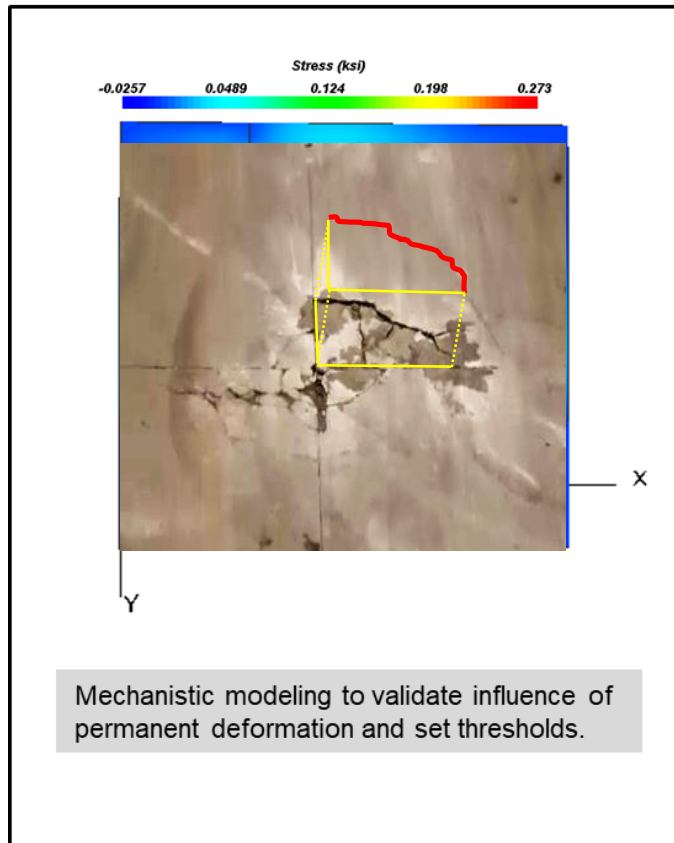 Stress (ksi)
-0.0257 0.0489 0.124 0.198 0.273
X
Y
Mechanistic modeling to validate influence of
permanent deformation and set thresholds.